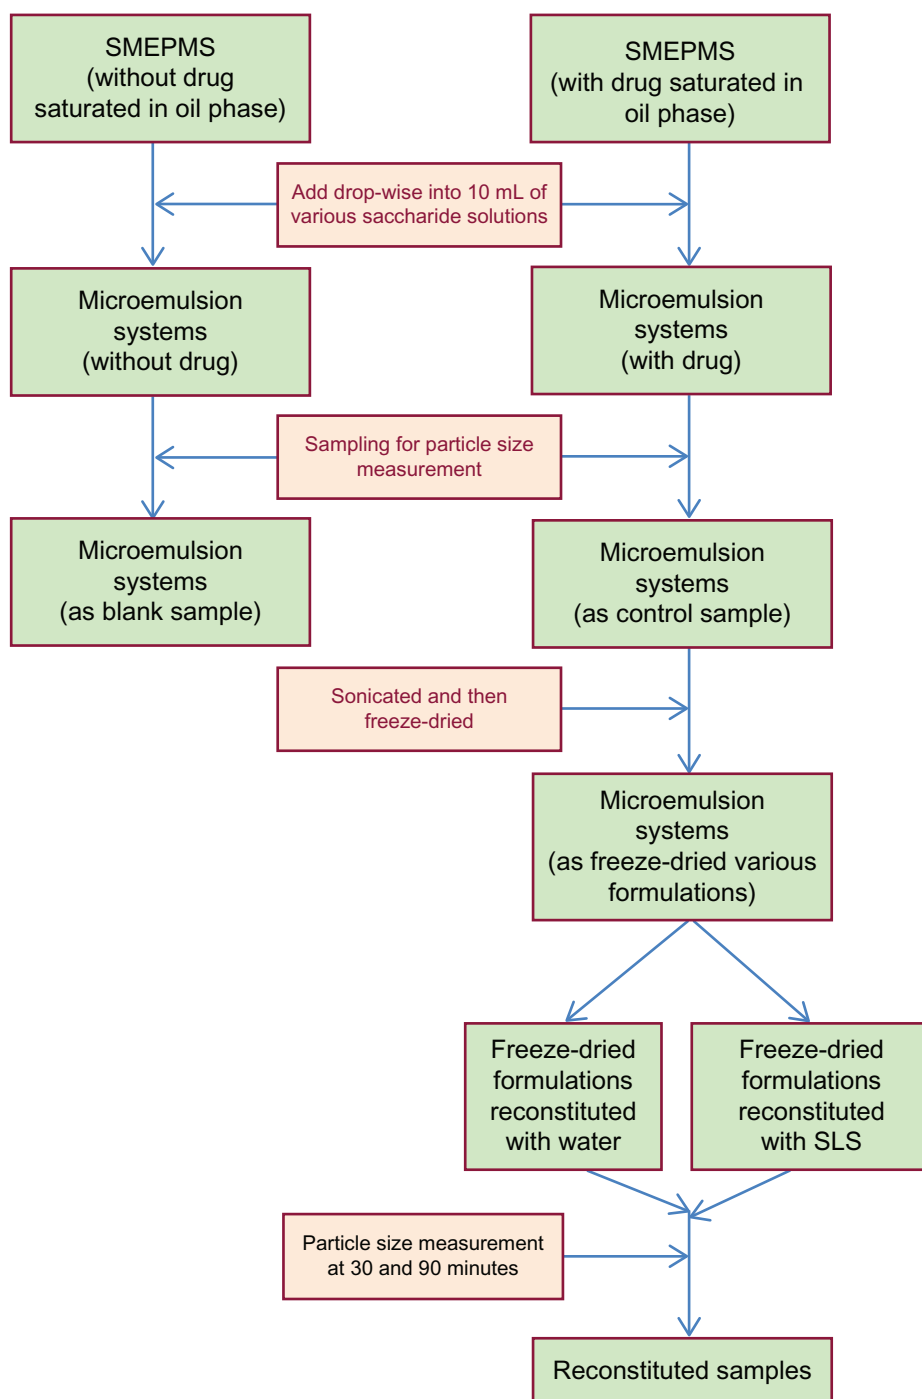 SMEPMS
(without drug
saturated in oil phase)
SMEPMS
(with drug saturated in
oil phase)
Add drop-wise into 10 mL of
various saccharide solutions
Microemulsion
systems
(without drug)
Microemulsion
systems
(with drug)
Sampling for particle size
measurement
Microemulsion
systems
(as blank sample)
Microemulsion
systems
(as control sample)
Sonicated and then
freeze-dried
Microemulsion
systems
(as freeze-dried various
formulations)
Freeze-dried
formulations
reconstituted
with water
Freeze-dried
formulations
reconstituted
with SLS
Particle size measurement
at 30 and 90 minutes
Reconstituted samples